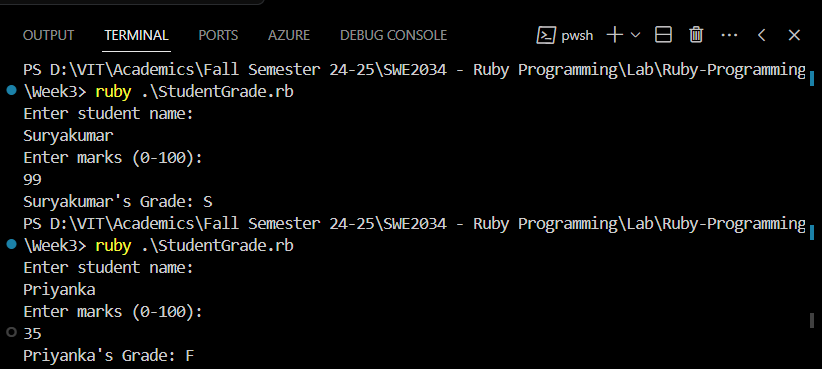 OUTPUT TERMINAL PORTS AZURE DEBUG CONSOLE pwsh
PS D:\VIT\Academics\Fall Semester 24-25\SWE2034 - Ruby Programming\Lab\Ruby-Programming
\Week3> ruby .\StudentGrade.rb
Enter student name:
Suryakumar
Enter marks (0-100):
99
Suryakumar's Grade: S
PS D:\VIT\Academics\Fall Semester 24-25\SWE2034 - Ruby Programming\Lab\Ruby-Programming
\Week3> ruby .\StudentGrade.rb
Enter student name:
Priyanka
Enter marks (0-100):
35
Priyanka's Grade: F